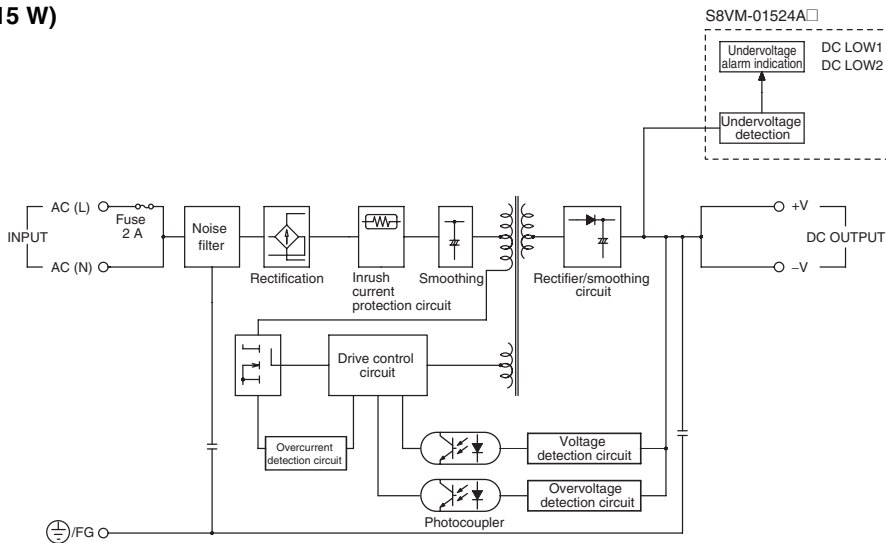 15 W)
S8VM-01524A□
Undervoltage
alarm indication
DC LOW1
DC LOW2
Undervoltage
detection
INPUT
AC (L)
Fuse
2 A
AC (N)
Noise
filter
Rectification
Inrush
current
protection circuit
Smoothing
Rectifier/smoothing
circuit
+V
DC OUTPUT
−V
Drive control
circuit
Overcurrent
detection circuit
Voltage
detection circuit
Overvoltage
detection circuit
Photocoupler
/FG